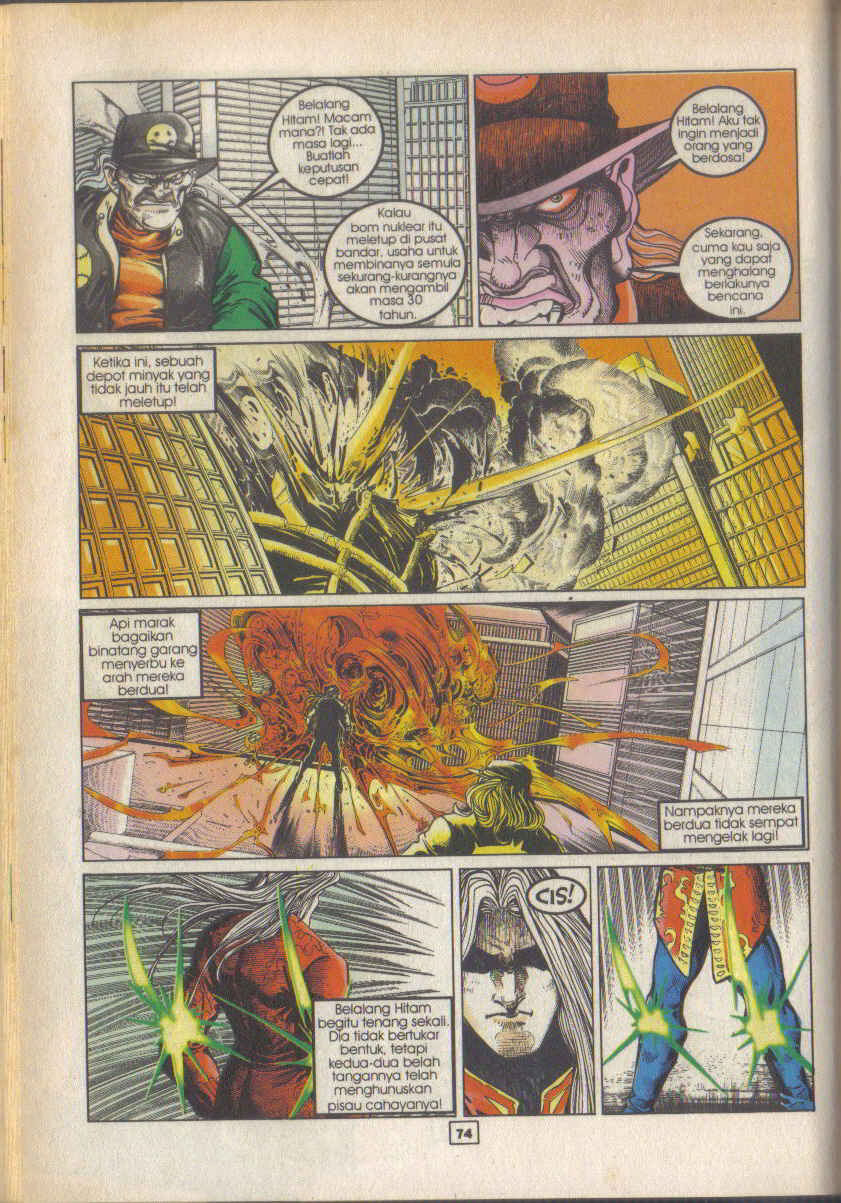 Belalang
Hitam! Macam
mana?! Tak ada
masa lagi...
Buatlah
keputusan
cepat!
Kalau
bom nuklear itu
meletup di pusat
bandar, usaha untuk
membinanya semula
sekurang-kurangnya
akan mengambil
masa 30
tahun.
Belalang
Hitam! Aku tak
ingin menjadi
orang yang
berdosa!
Sekarang,
cuma kau saja
yang dapat
menghalang
berlakunya
bencana
ini.
Ketika ini, sebuah
depot minyak yang
tidak jauh itu telah
meletup!
Api marak
bagaikan
binatang garang
menyerbu ke
arah mereka
berdua!
Nampaknya mereka
berdua tidak sempat
mengelak lagi!
Belalang Hitam
begitu tenang sekali.
Dia tidak bertukar
bentuk, tetapi
kedua-dua belah
tangannya telah
menghunuskan
pisau cahayanya!
CIS!
74